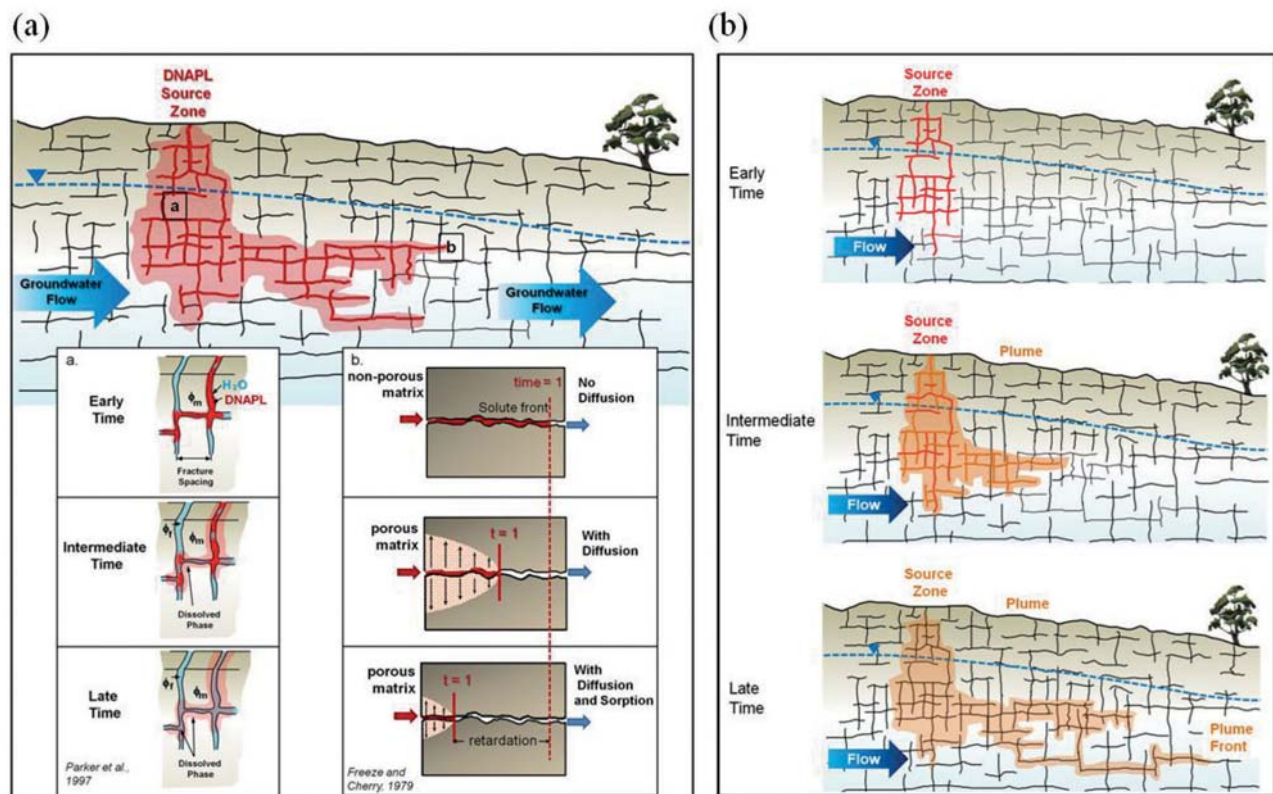 (a)
DNAPL
Source
Zone
a
b
Groundwater
Flow
Groundwater
Flow
a.
Early
Time
ϕm
H₂O
DNAPL
Fracture
Spacing
Intermediate
Time
ϕf
ϕm
Dissolved
Phase
Late
Time
ϕf
ϕm
Dissolved
Phase
Parker et al.,
1997
b.
non-porous
matrix
time = 1
Solute front
No
Diffusion
porous
matrix
t = 1
With
Diffusion
porous
matrix
t = 1
With
Diffusion
and Sorption
retardation
Freeze and
Cherry, 1979
(b)
Source
Zone
Early
Time
Flow
Source
Zone
Plume
Intermediate
Time
Flow
Source
Zone
Plume
Late
Time
Plume
Front
Flow